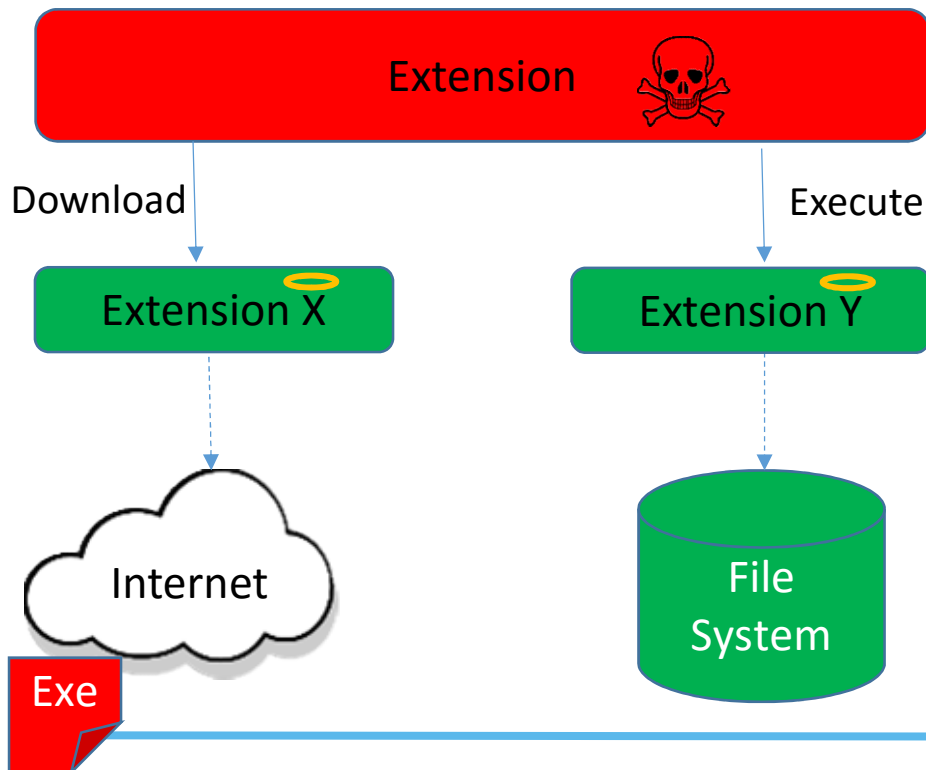 Extension
Download
Execute
Extension X
Extension Y
Internet
File
System
Exe